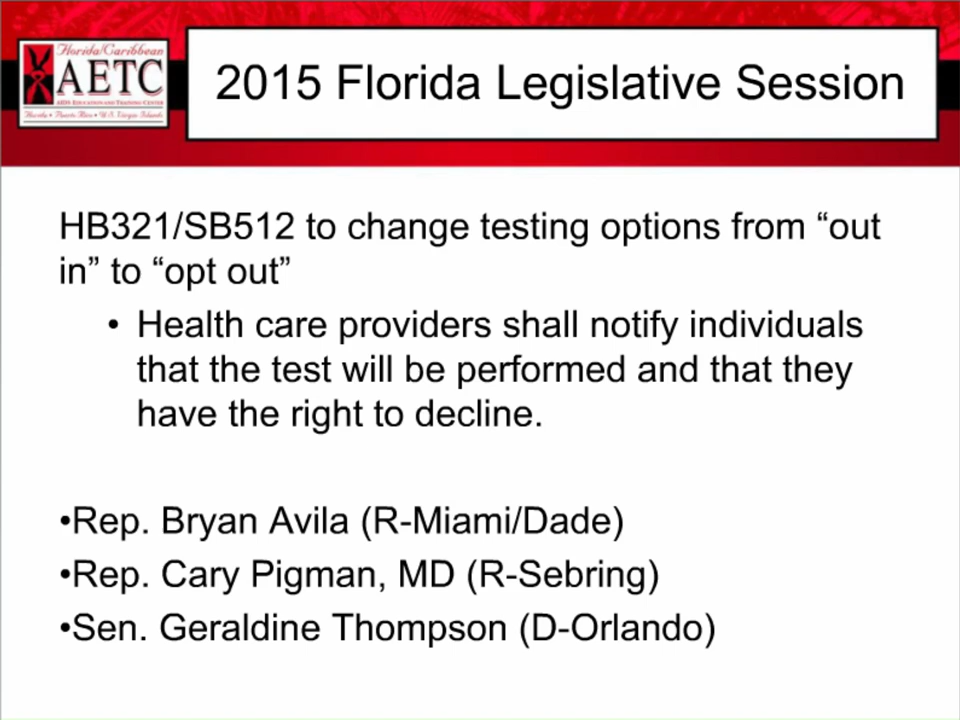 Florida/Caribbean
AETC
AIDS Education and Training Center
Florida • Puerto Rico • U.S. Virgin Islands
2015 Florida Legislative Session
HB321/SB512 to change testing options from “out
in” to “opt out”
• Health care providers shall notify individuals
that the test will be performed and that they
have the right to decline.
•Rep. Bryan Avila (R-Miami/Dade)
•Rep. Cary Pigman, MD (R-Sebring)
•Sen. Geraldine Thompson (D-Orlando)